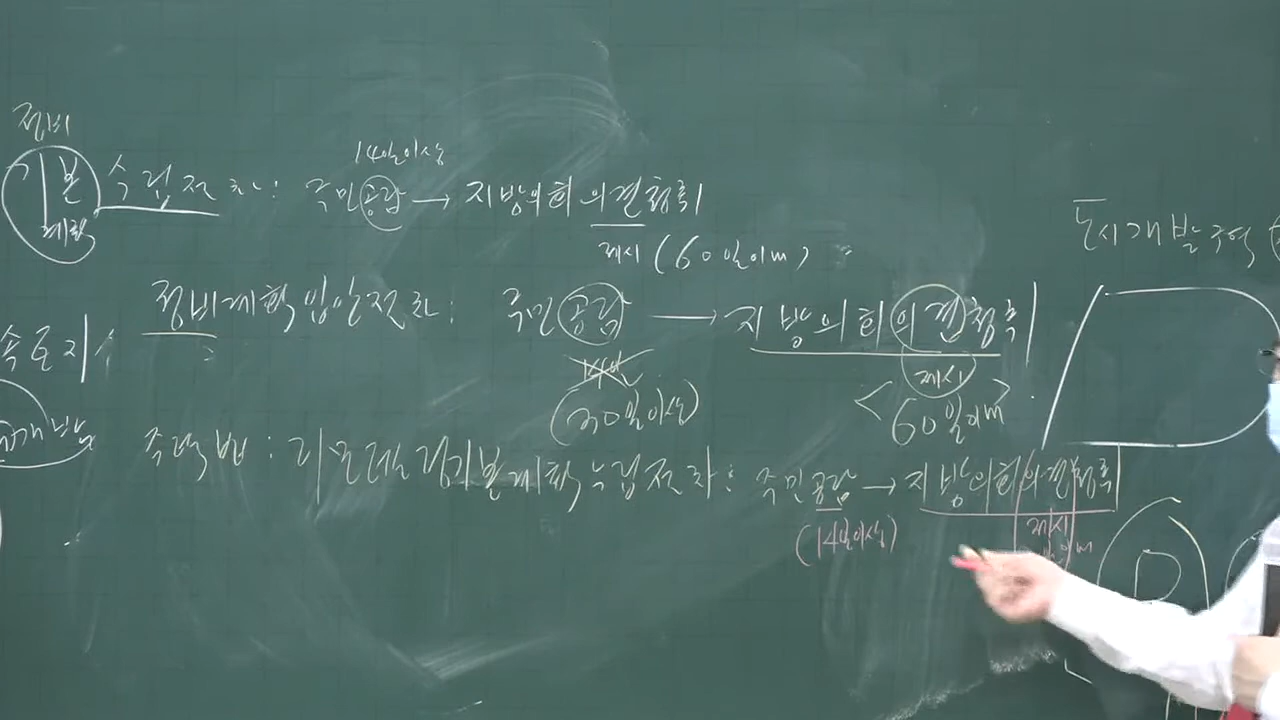 정비
14일이상
기본계획 수립절차: 주민공람 → 지방의회 의견청취
제시 (60일이내)
도시개발구역
정비계획입안절차: 주민공람 → 지방의회 의견청취
14일
제시
(30일이상)
60일이내
주택법: 리모델링기본계획수립절차: 주민공람 → 지방의회의견청취
(14일이상)
제시